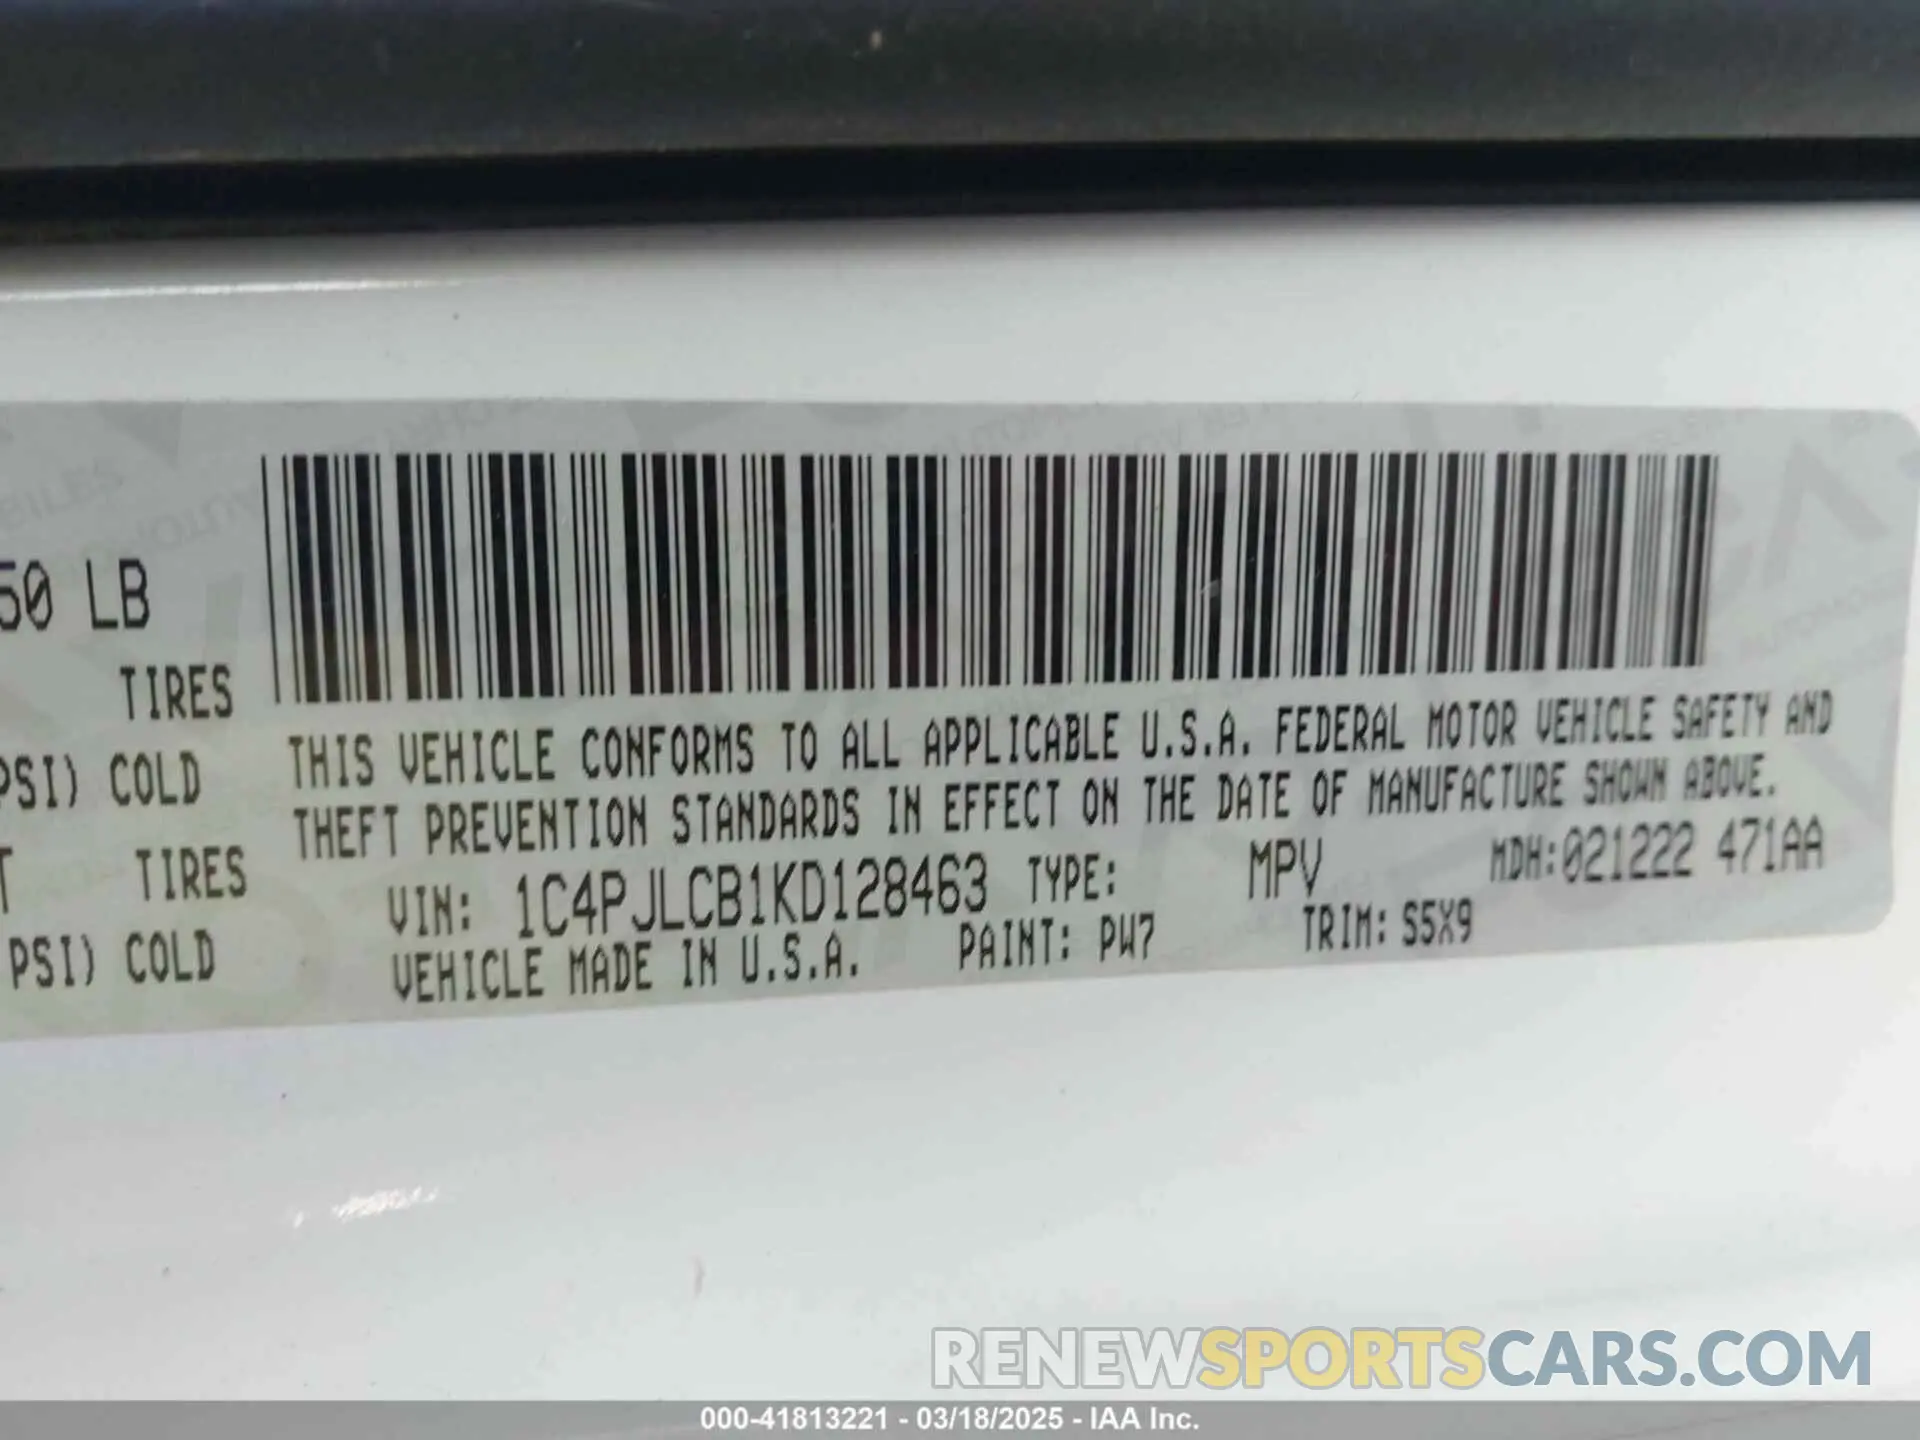 50 LB
TIRES
PSI) COLD
T TIRES
PSI) COLD
THIS VEHICLE CONFORMS TO ALL APPLICABLE U.S.A. FEDERAL MOTOR VEHICLE SAFETY AND
THEFT PREVENTION STANDARDS IN EFFECT ON THE DATE OF MANUFACTURE SHOWN ABOVE.
VIN: 1C4PJLCB1KD128463 TYPE: MPV MDH:021222 471AA
VEHICLE MADE IN U.S.A. PAINT: PW7 TRIM: S5X9
RENEWSPORTSCARS.COM
000-41813221 - 03/18/2025 - IAA Inc.